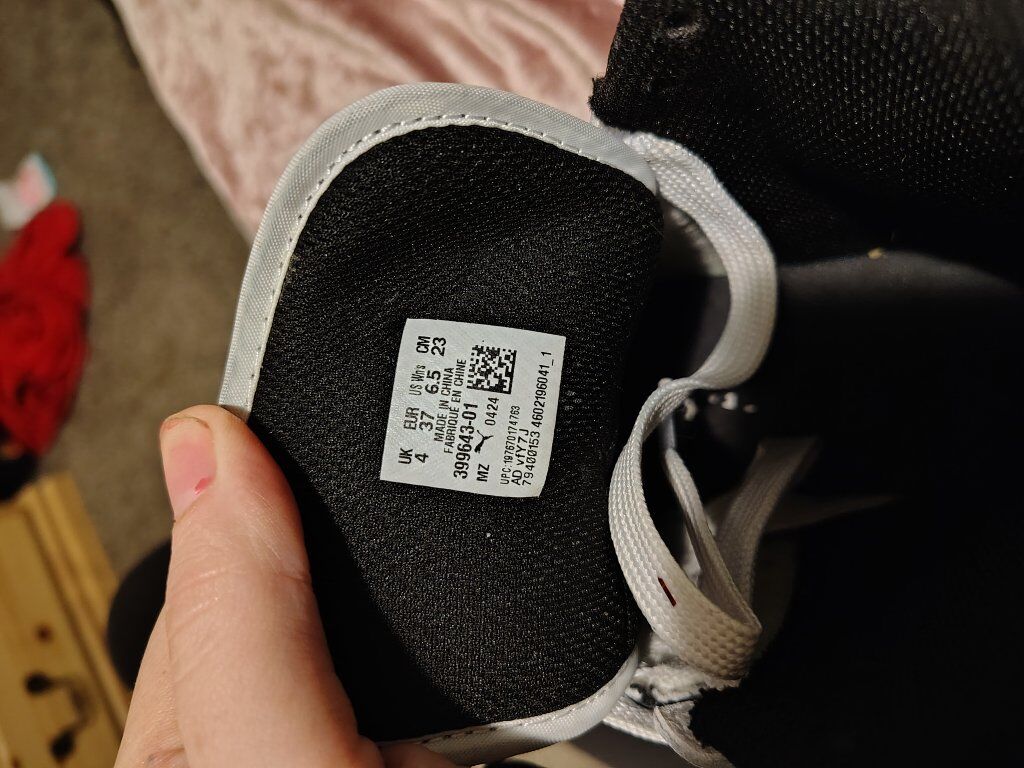 UK EUR US Wn's CM
4 37 6.5 23
MADE IN CHINA
FABRIQUE EN CHINE
399643-01
MZ 0424
UPC:197670174763
AD vfY7J
79400153 4602196041_1